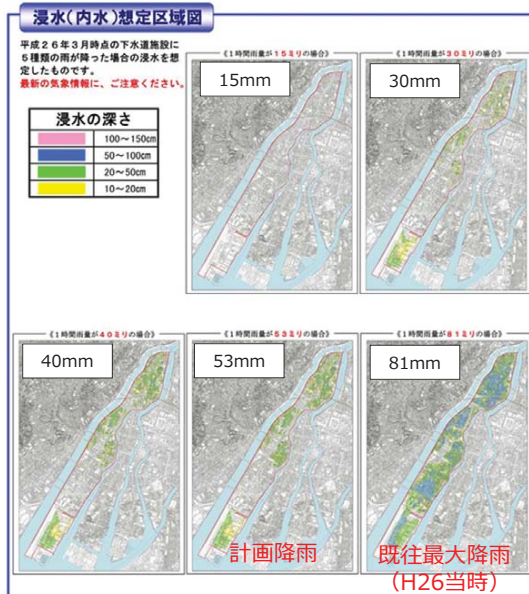 浸水(内水)想定区域図
平成26年3月時点の下水道施設に
5種類の雨が降った場合の浸水を想
定したものです。
最新の気象情報に、ご注意ください。
浸水の深さ
100～150cm
50～100cm
20～50cm
10～20cm
《1時間雨量が15ミリの場合》
15mm
《1時間雨量が30ミリの場合》
30mm
《1時間雨量が40ミリの場合》
40mm
《1時間雨量が53ミリの場合》
53mm
計画降雨
《1時間雨量が81ミリの場合》
81mm
既往最大降雨
（H26当時）